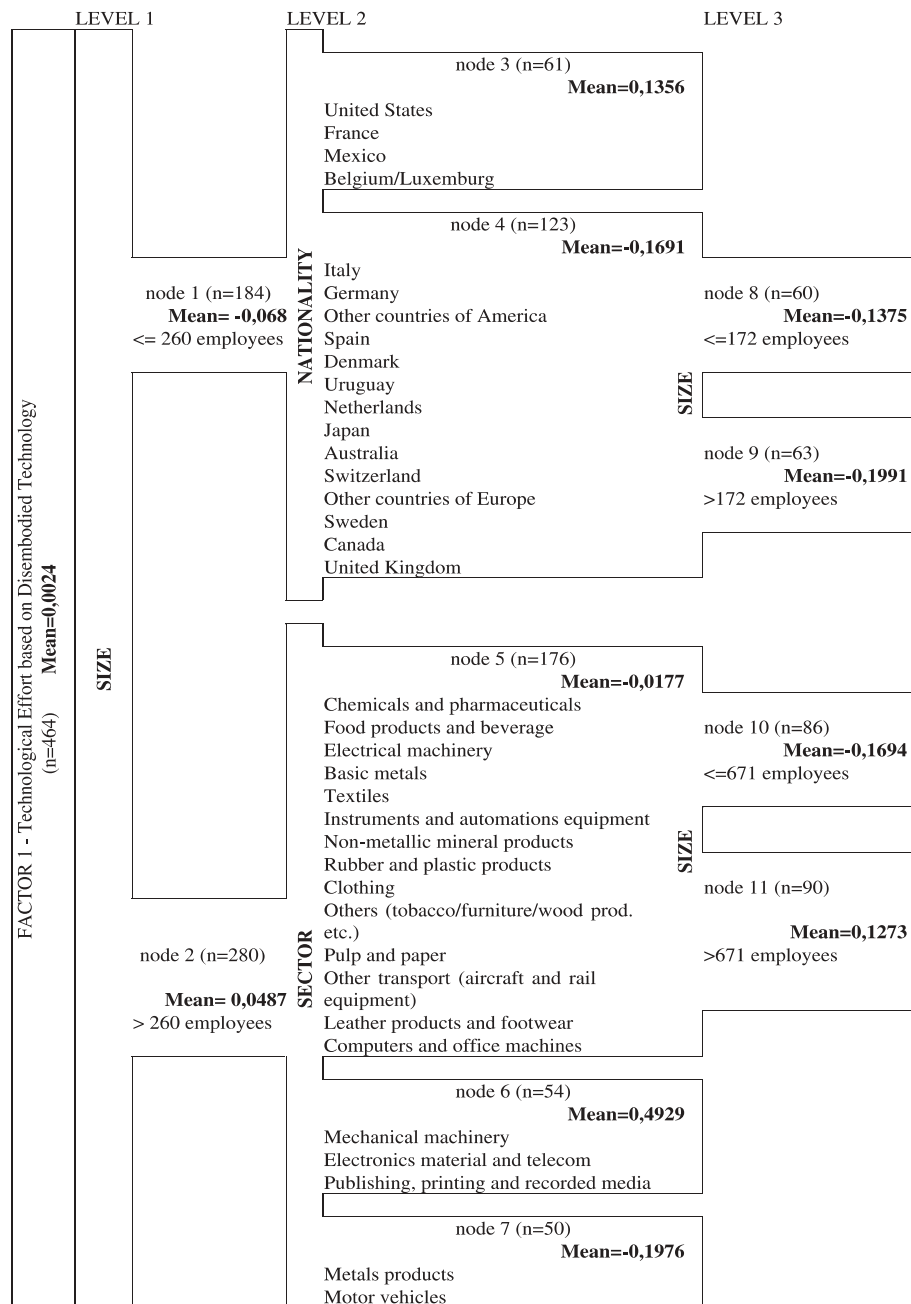 LEVEL 1
LEVEL 2
LEVEL 3
FACTOR 1 - Technological Effort based on Disembodied Technology
(n=464) Mean=0,0024
SIZE
node 1 (n=184)
Mean= -0,068
<= 260 employees
node 2 (n=280)
Mean= 0,0487
> 260 employees
NATIONALITY
node 3 (n=61)
Mean=0,1356
United States
France
Mexico
Belgium/Luxemburg
node 4 (n=123)
Mean=-0,1691
Italy
Germany
Other countries of America
Spain
Denmark
Uruguay
Netherlands
Japan
Australia
Switzerland
Other countries of Europe
Sweden
Canada
United Kingdom
SIZE
node 8 (n=60)
Mean=-0,1375
<=172 employees
node 9 (n=63)
Mean=-0,1991
>172 employees
SECTOR
node 5 (n=176)
Mean=-0,0177
Chemicals and pharmaceuticals
Food products and beverage
Electrical machinery
Basic metals
Textiles
Instruments and automations equipment
Non-metallic mineral products
Rubber and plastic products
Clothing
Others (tobacco/furniture/wood prod.
etc.)
Pulp and paper
Other transport (aircraft and rail
equipment)
Leather products and footwear
Computers and office machines
SIZE
node 10 (n=86)
Mean=-0,1694
<=671 employees
node 11 (n=90)
Mean=0,1273
>671 employees
node 6 (n=54)
Mean=0,4929
Mechanical machinery
Electronics material and telecom
Publishing, printing and recorded media
node 7 (n=50)
Mean=-0,1976
Metals products
Motor vehicles